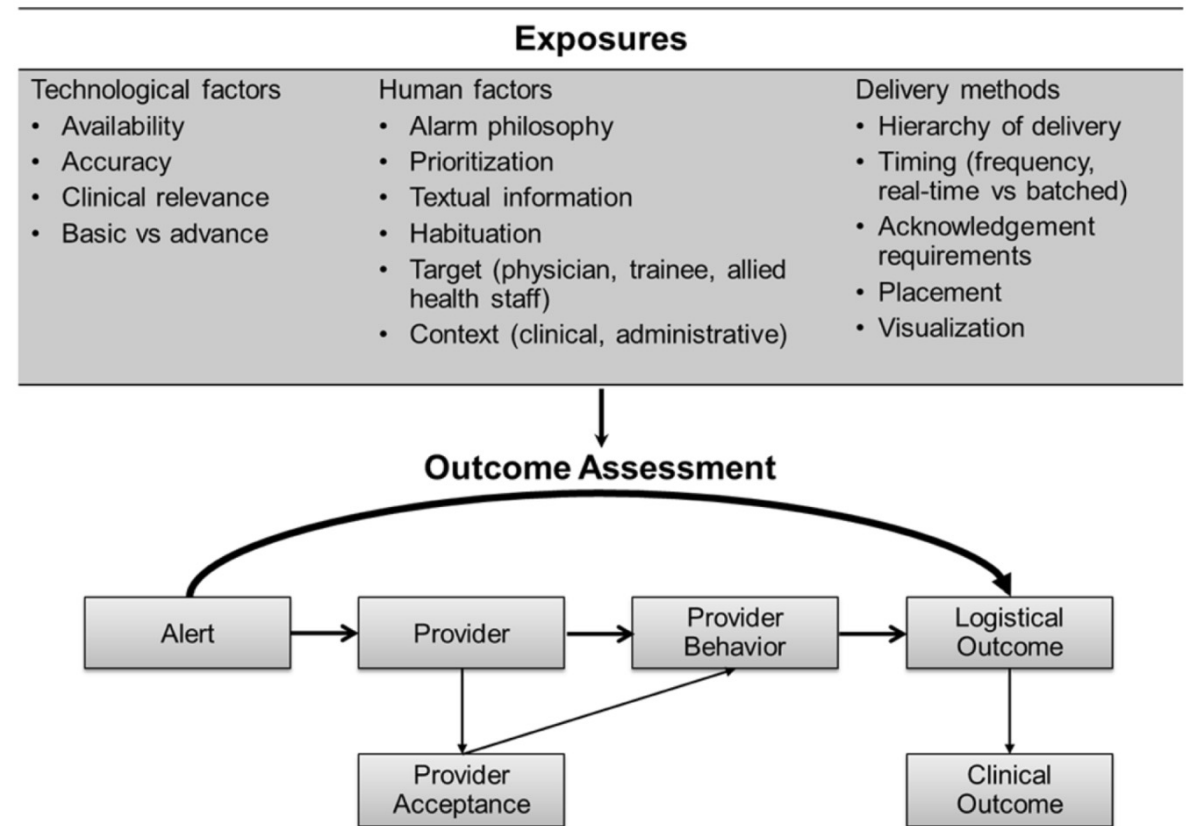 Exposures
Technological factors
• Availability
• Accuracy
• Clinical relevance
• Basic vs advance
Human factors
• Alarm philosophy
• Prioritization
• Textual information
• Habituation
• Target (physician, trainee, allied
health staff)
• Context (clinical, administrative)
Delivery methods
• Hierarchy of delivery
• Timing (frequency,
real-time vs batched)
• Acknowledgement
requirements
• Placement
• Visualization
Outcome Assessment
Alert
Provider
Provider
Behavior
Logistical
Outcome
Provider
Acceptance
Clinical
Outcome